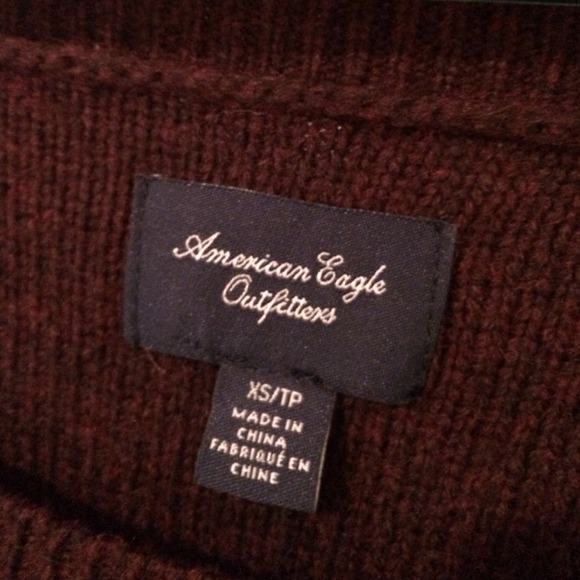 American Eagle
Outfitters
XS/TP
MADE IN
CHINA
FABRIQUÉ EN
CHINE